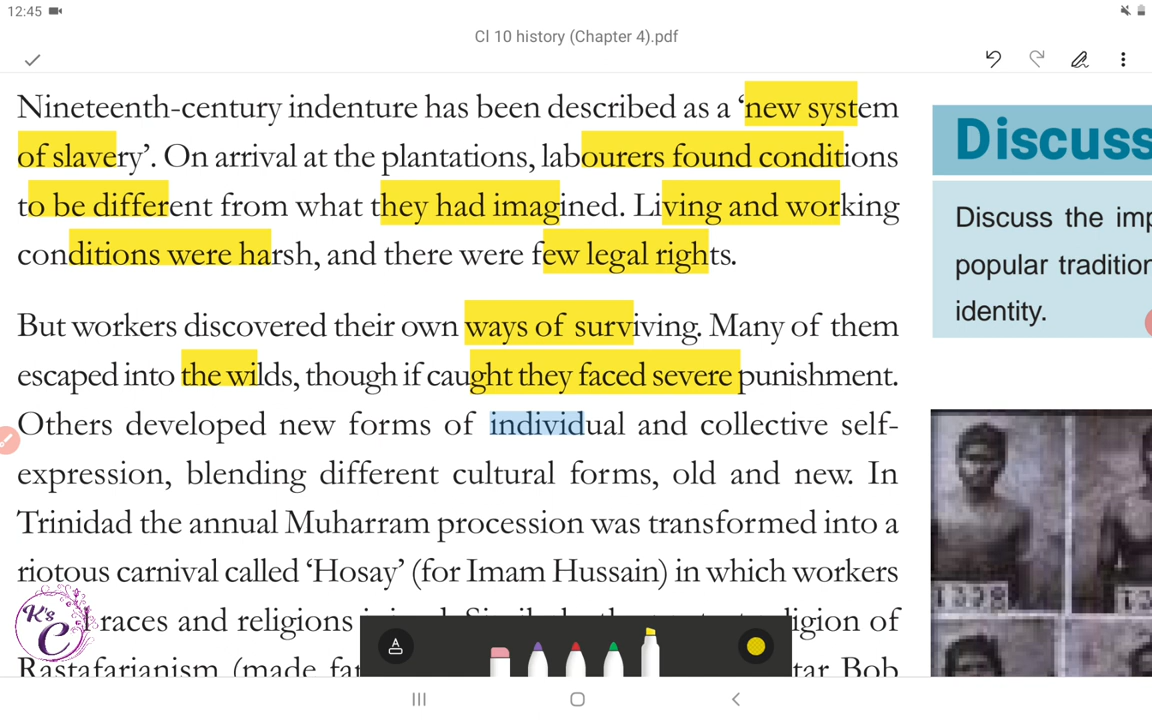 12:45
Cl 10 history (Chapter 4).pdf
Nineteenth-century indenture has been described as a ‘new system
of slavery’. On arrival at the plantations, labourers found conditions
to be different from what they had imagined. Living and working
conditions were harsh, and there were few legal rights.
But workers discovered their own ways of surviving. Many of them
escaped into the wilds, though if caught they faced severe punishment.
Others developed new forms of individual and collective self-
expression, blending different cultural forms, old and new. In
Trinidad the annual Muharram procession was transformed into a
riotous carnival called ‘Hosay’ (for Imam Hussain) in which workers
races and religions
Rastafarianism (made
Bob
Discuss
Discuss the
popular
identity.
1328
K's
C